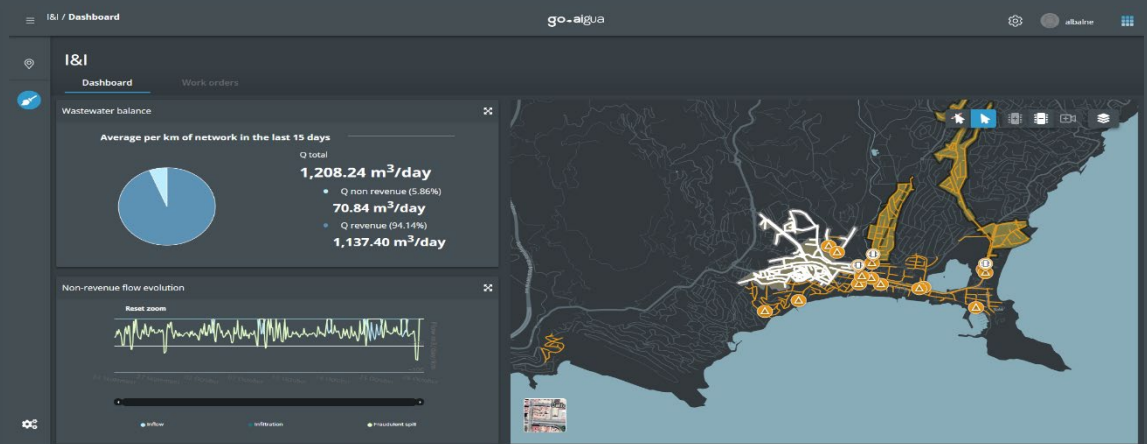 I&I / Dashboard
go·aigua
albalne
I&I
Dashboard
Work orders
Wastewater balance
Average per km of network in the last 15 days
Q total
1,208.24 m³/day
Q non revenue (5.86%)
70.84 m³/day
Q revenue (94.14%)
1,137.40 m³/day
Non-revenue flow evolution
Reset zoom
Inflow
Infiltration
Fraudulent spill